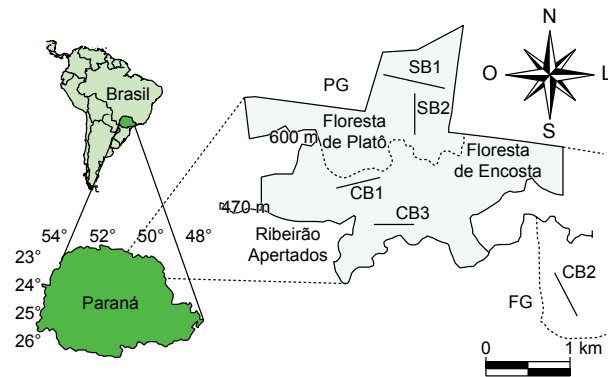 N
O
L
S
Brasil
PG
SB1
SB2
Floresta
de Platô
600 m
Floresta
de Encosta
CB1
470 m
CB3
Ribeirão
Apertados
54°
52°
50°
48°
23°
24°
25°
26°
Paraná
CB2
FG
0
1 km